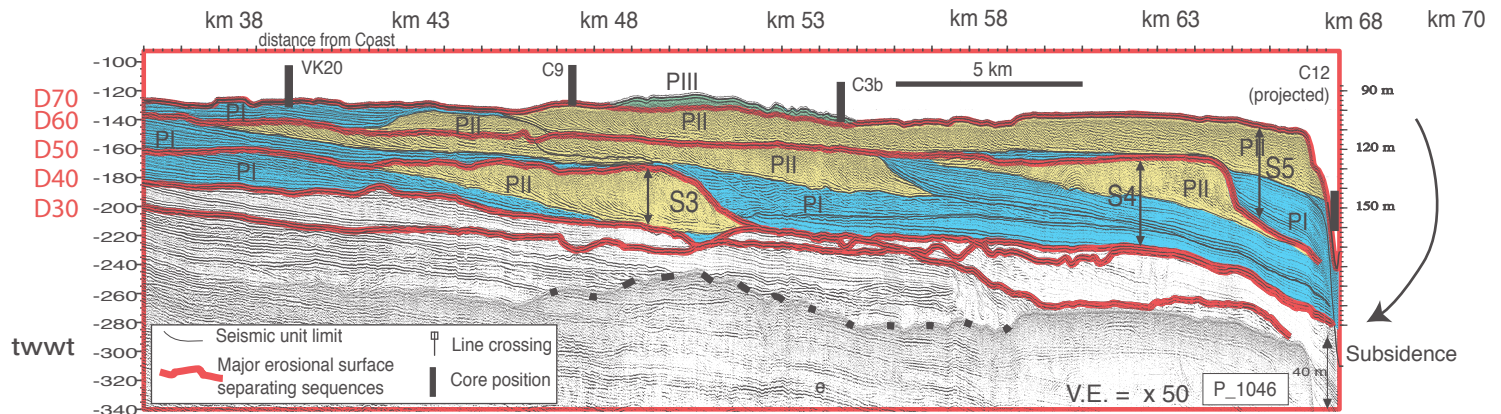 km 38 km 43 km 48 km 53 km 58 km 63 km 68 km 70
distance from Coast
VK20
C9
PIII
C3b
5 km
C12
(projected)
-100
-120
-140
-160
-180
-200
-220
-240
-260
-280
-300
-320
-340
D70
D60
D50
D40
D30
twwt
90 m
120 m
150 m
PI
PII
PII
PI
PII
PII
S5
PI
PII
S3
PI
S4
PII
PI
Subsidence
40 m
Seismic unit limit
Line crossing
Major erosional surface
separating sequences
Core position
e
V.E. = x 50
P_1046